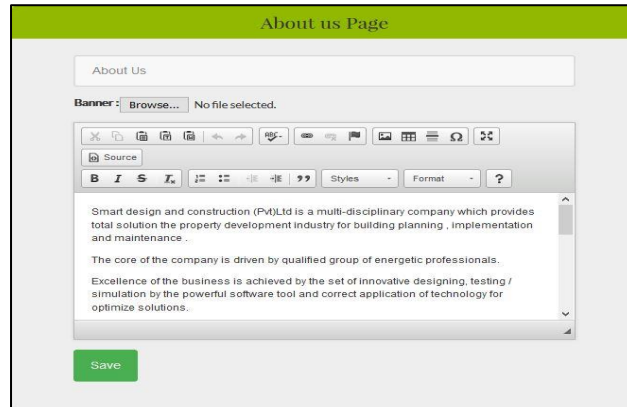 About us Page
About Us
Banner : Browse... No file selected.
ABC
Ω
Source
B I S Tx Styles Format ?
Smart design and construction (Pvt)Ltd is a multi-disciplinary company which provides
total solution the property development industry for building planning , implementation
and maintenance .
The core of the company is driven by qualified group of energetic professionals.
Excellence of the business is achieved by the set of innovative designing, testing /
simulation by the powerful software tool and correct application of technology for
optimize solutions.
Save